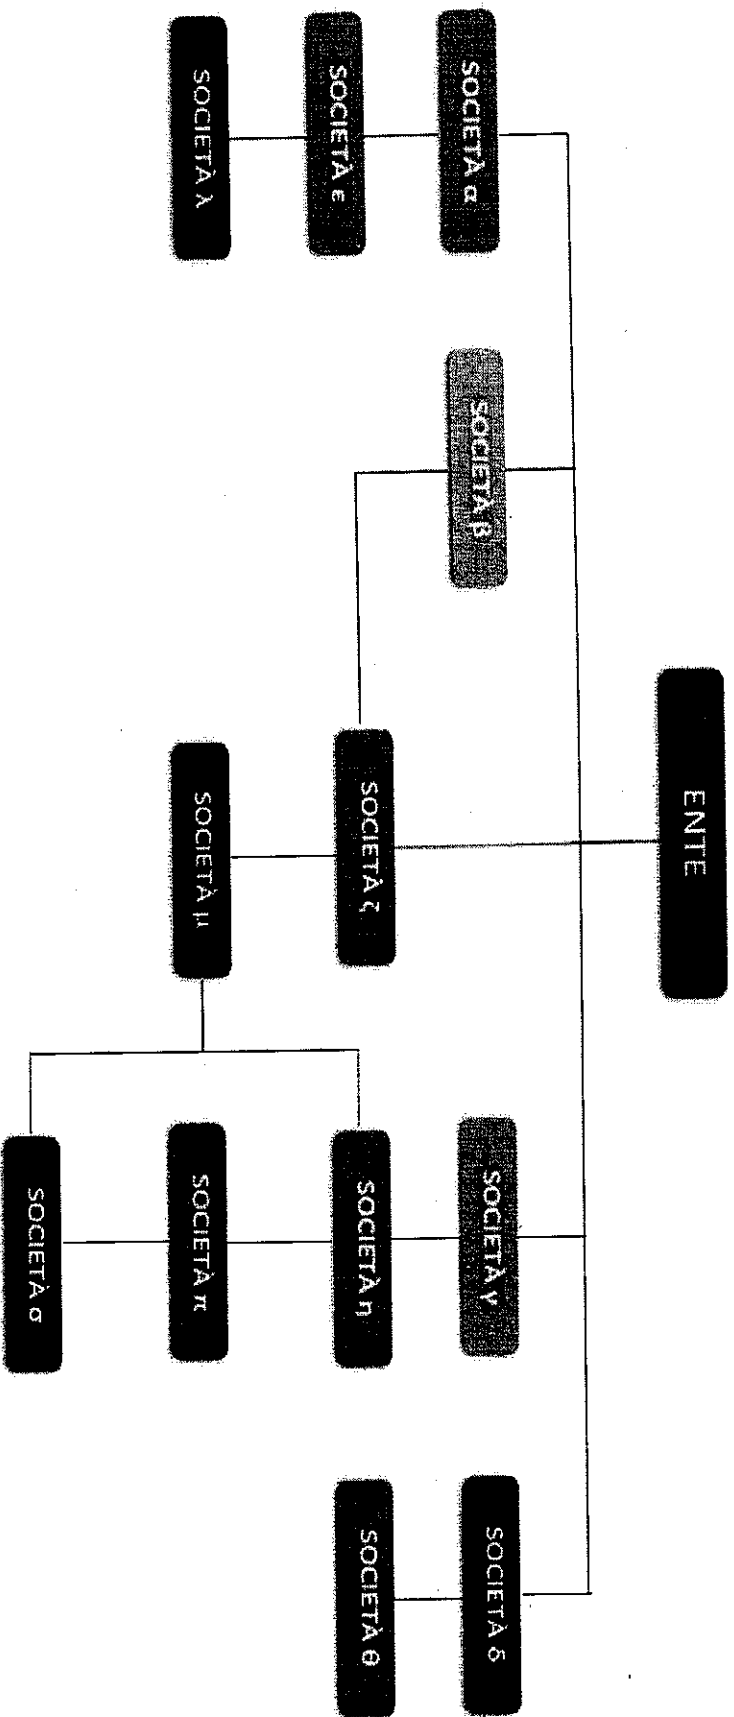 ENTE
SOCIETÀ α
SOCIETÀ β
SOCIETÀ γ
SOCIETÀ δ
SOCIETÀ ε
SOCIETÀ ζ
SOCIETÀ η
SOCIETÀ θ
SOCIETÀ λ
SOCIETÀ μ
SOCIETÀ π
SOCIETÀ σ